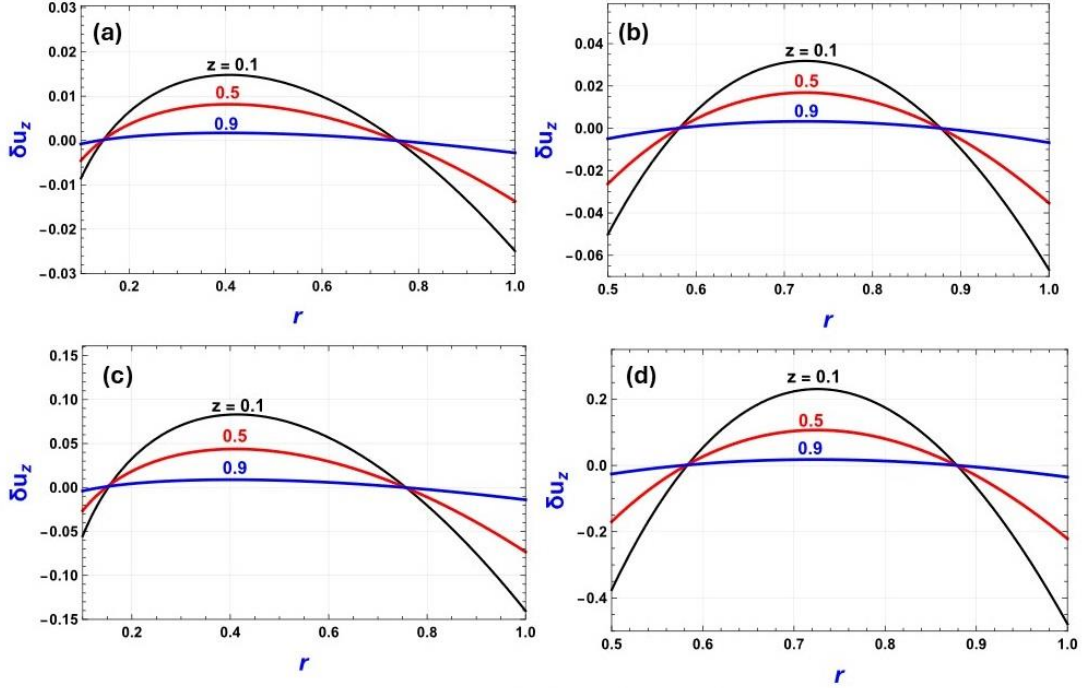 (a)
0.03
0.02
0.01
0.00
−0.01
−0.02
−0.03
δu_z
z = 0.1
0.5
0.9
0.2 0.4 0.6 0.8 1.0
r
(b)
0.04
0.02
0.00
−0.02
−0.04
−0.06
δu_z
z = 0.1
0.5
0.9
0.5 0.6 0.7 0.8 0.9 1.0
r
(c)
0.15
0.10
0.05
0.00
−0.05
−0.10
−0.15
δu_z
z = 0.1
0.5
0.9
0.2 0.4 0.6 0.8 1.0
r
(d)
0.2
0.0
−0.2
−0.4
δu_z
z = 0.1
0.5
0.9
0.5 0.6 0.7 0.8 0.9 1.0
r